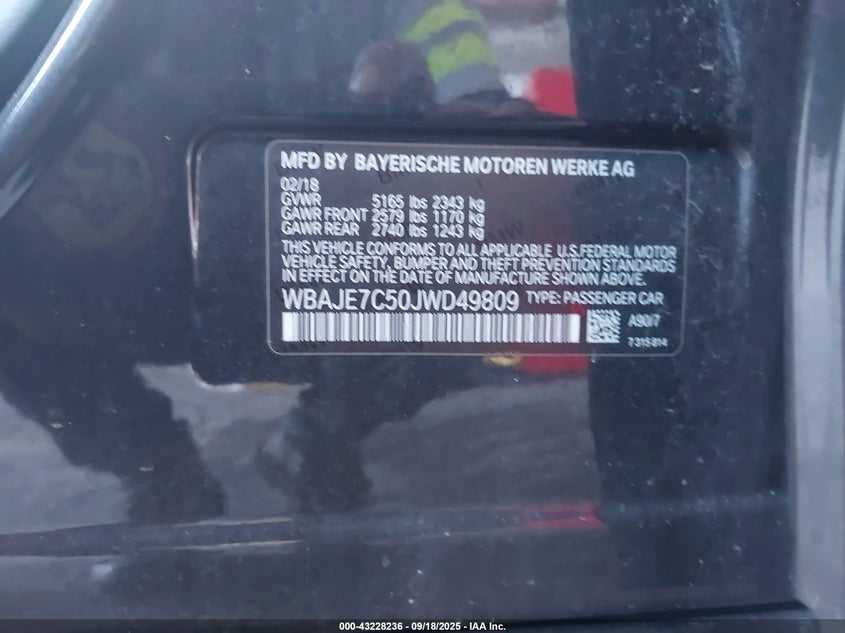 MFD BY BAYERISCHE MOTOREN WERKE AG
02/18
GVWR 5165 lbs 2343 kg
GAWR FRONT 2579 lbs 1170 kg
GAWR REAR 2740 lbs 1243 kg
THIS VEHICLE CONFORMS TO ALL APPLICABLE U.S.FEDERAL MOTOR
VEHICLE SAFETY, BUMPER AND THEFT PREVENTION STANDARDS
IN EFFECT ON THE DATE OF MANUFACTURE SHOWN ABOVE.
WBAJE7C50JWD49809 TYPE: PASSENGER CAR
A90/7
7315814
000-43228236 - 09/18/2025 - IAA Inc.